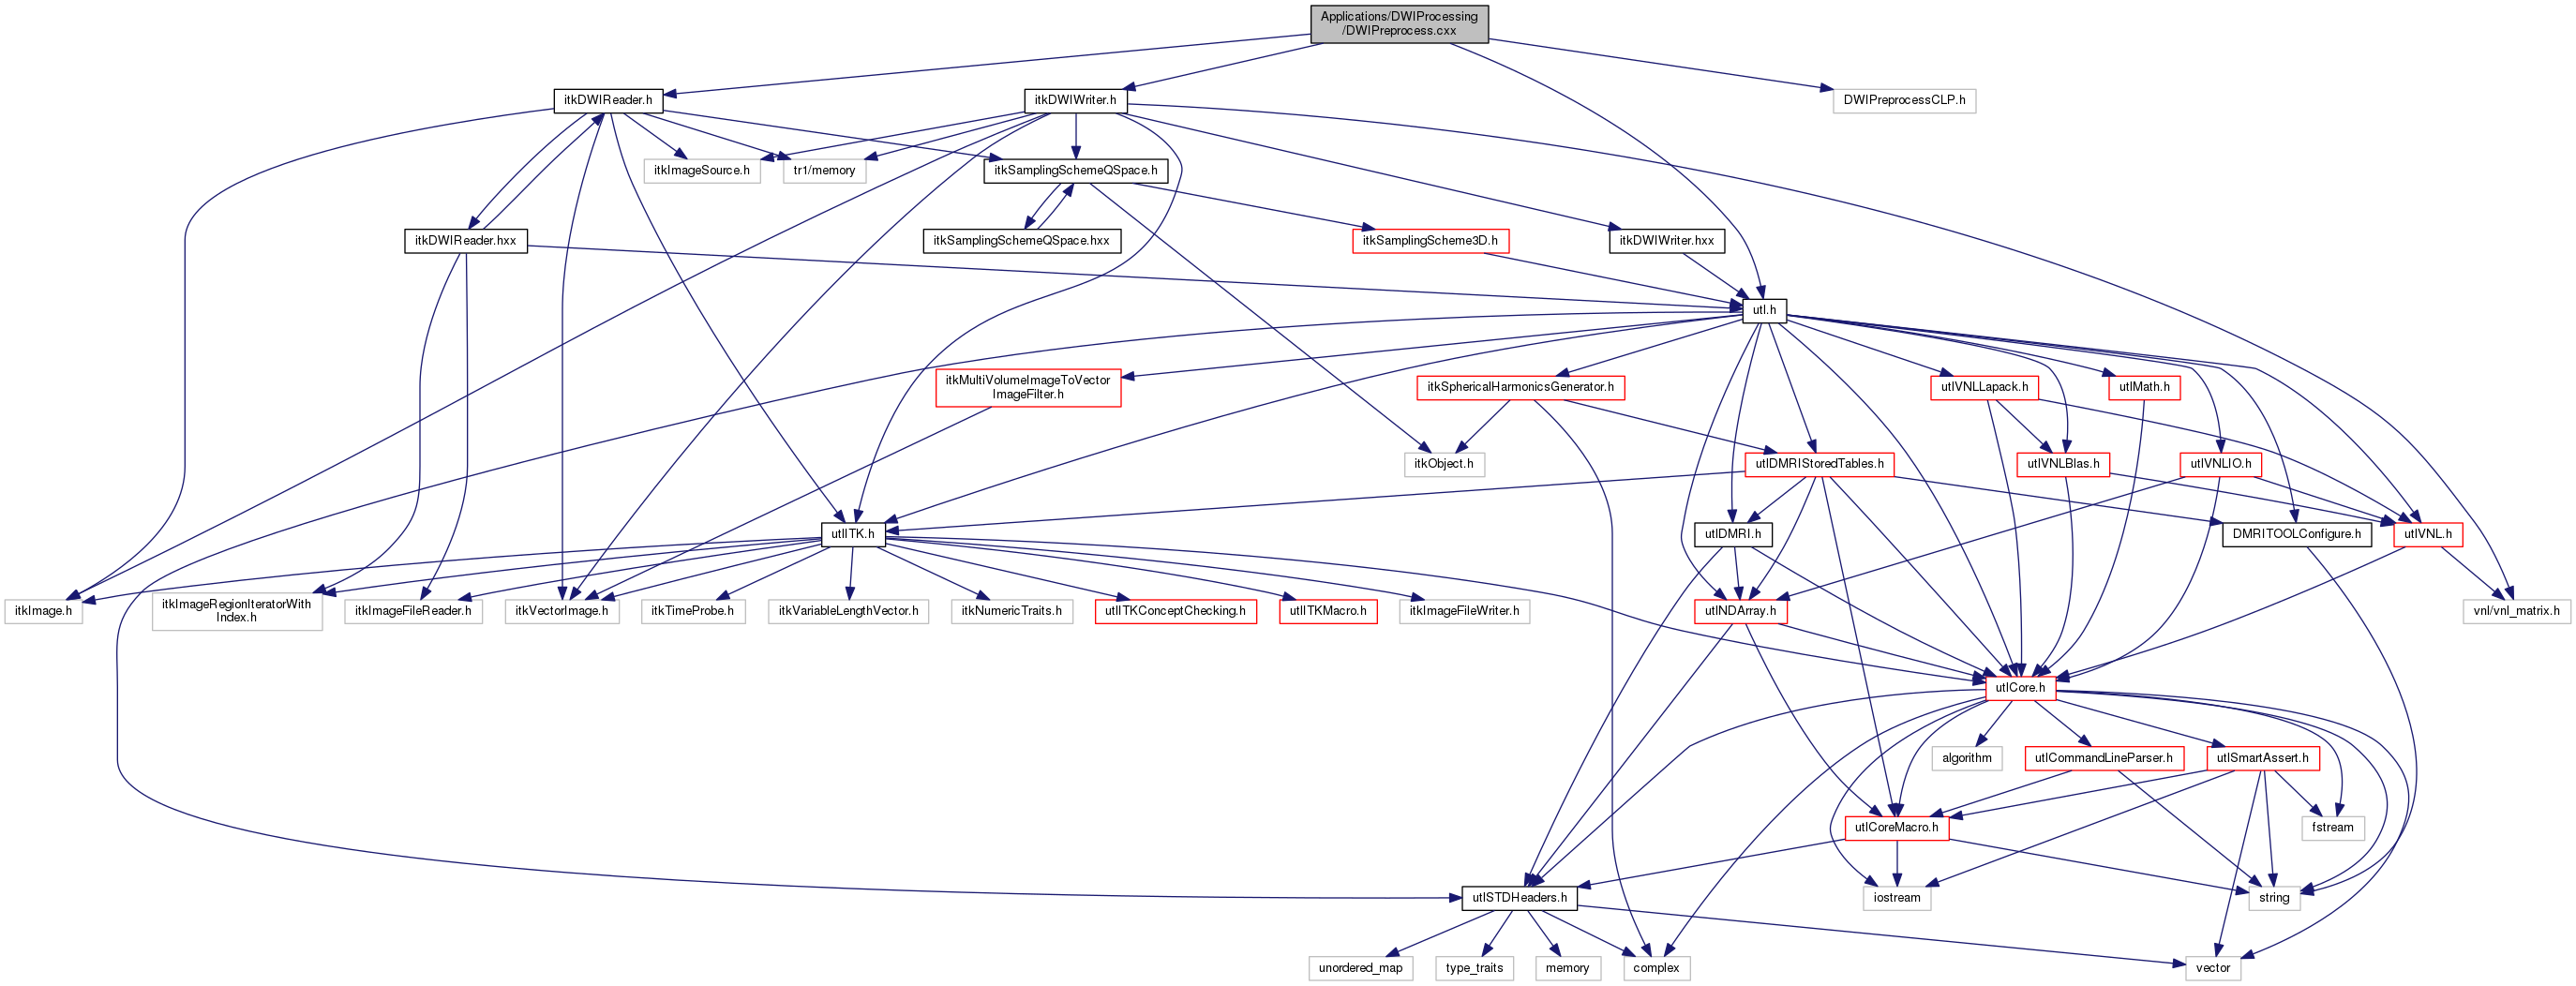 Applications/DWIProcessing
/DWIPreprocess.cxx
itkDWIReader.h
itkDWIWriter.h
DWIPreprocessCLP.h
itkImageSource.h
tr1/memory
itkSamplingSchemeQSpace.h
itkDWIReader.hxx
itkSamplingSchemeQSpace.hxx
itkSamplingScheme3D.h
itkDWIWriter.hxx
utl.h
itkMultiVolumeImageToVector
ImageFilter.h
itkSphericalHarmonicsGenerator.h
utlVNLLapack.h
utlMath.h
itkObject.h
utlDMRIStoredTables.h
utlVNLBlas.h
utlVNLIO.h
utlITK.h
utlDMRI.h
DMRITOOLConfigure.h
utlVNL.h
itkImage.h
itkImageRegionIteratorWith
Index.h
itkImageFileReader.h
itkVectorImage.h
itkTimeProbe.h
itkVariableLengthVector.h
itkNumericTraits.h
utlITKConceptChecking.h
utlITKMacro.h
itkImageFileWriter.h
utlNDArray.h
vnl/vnl_matrix.h
utlCore.h
algorithm
utlCommandLineParser.h
utlSmartAssert.h
utlCoreMacro.h
fstream
utlSTDHeaders.h
iostream
string
unordered_map
type_traits
memory
complex
vector